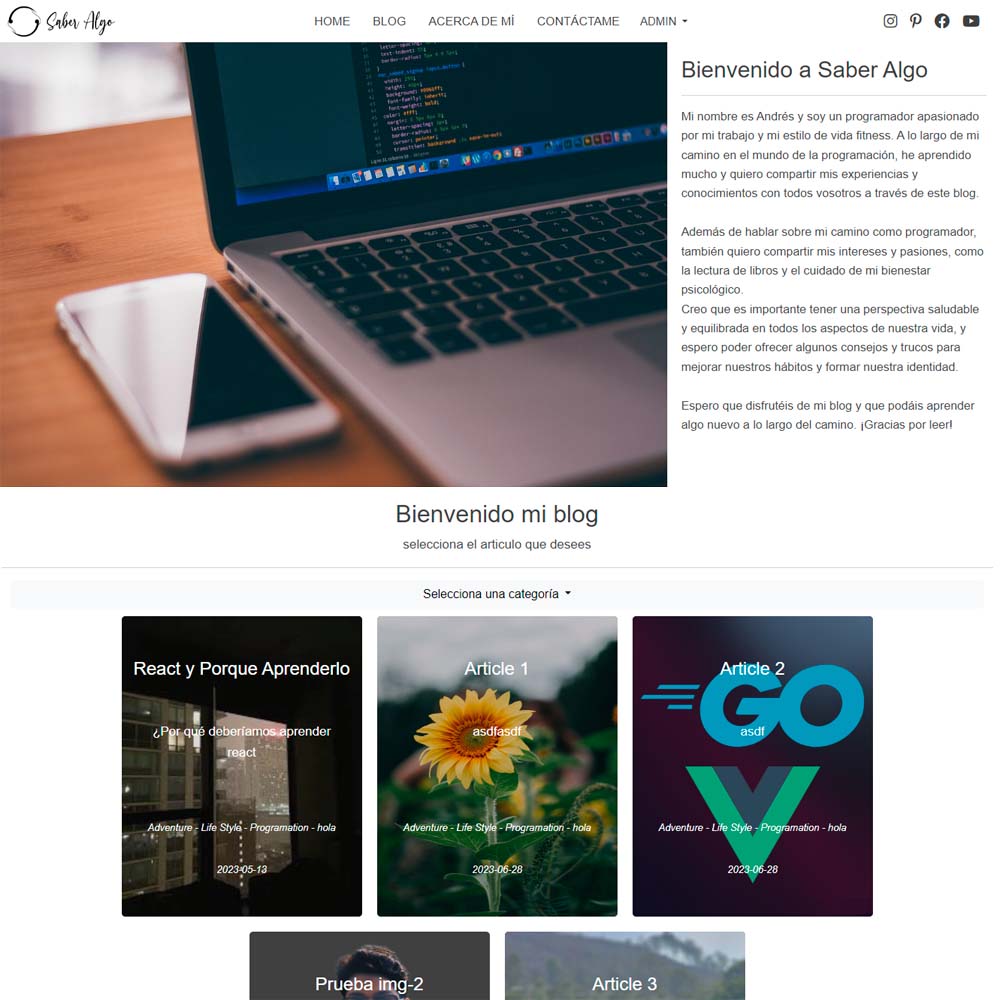 Saber Algo
HOME
BLOG
ACERCA DE MÍ
CONTÁCTAME
ADMIN
Bienvenido a Saber Algo
Mi nombre es Andrés y soy un programador apasionado
por mi trabajo y mi estilo de vida fitness. A lo largo de mi
camino en el mundo de la programación, he aprendido
mucho y quiero compartir mis experiencias y
conocimientos con todos vosotros a través de este blog.
Además de hablar sobre mi camino como programador,
también quiero compartir mis intereses y pasiones, como
la lectura de libros y el cuidado de mi bienestar
psicológico.
Creo que es importante tener una perspectiva saludable
y equilibrada en todos los aspectos de nuestra vida, y
espero poder ofrecer algunos consejos y trucos para
mejorar nuestros hábitos y formar nuestra identidad.
Espero que disfrutéis de mi blog y que podáis aprender
algo nuevo a lo largo del camino. ¡Gracias por leer!
Bienvenido mi blog
selecciona el articulo que desees
Selecciona una categoría
React y Porque Aprenderlo
¿Por qué deberíamos aprender
react
Adventure - Life Style - Programation - hola
2023-05-13
Article 1
asdfasdf
Adventure - Life Style - Programation - hola
2023-06-28
Article 2
GO
asdf
Adventure - Life Style - Programation - hola
2023-06-28
Prueba img-2
Article 3